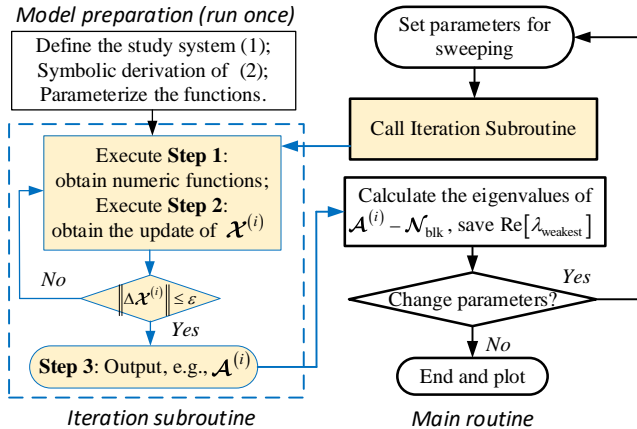 Model preparation (run once)
Define the study system (1);
Symbolic derivation of (2);
Parameterize the functions.
Execute Step 1:
obtain numeric functions;
Execute Step 2:
obtain the update of 𝓧^(i)
No
‖Δ𝓧^(i)‖ ≤ ε
Yes
Step 3: Output, e.g., 𝓐^(i)
Iteration subroutine
Set parameters for
sweeping
Call Iteration Subroutine
Calculate the eigenvalues of
𝓐^(i) – 𝓝_blk , save Re[λ_weakest]
Yes
Change parameters?
No
End and plot
Main routine